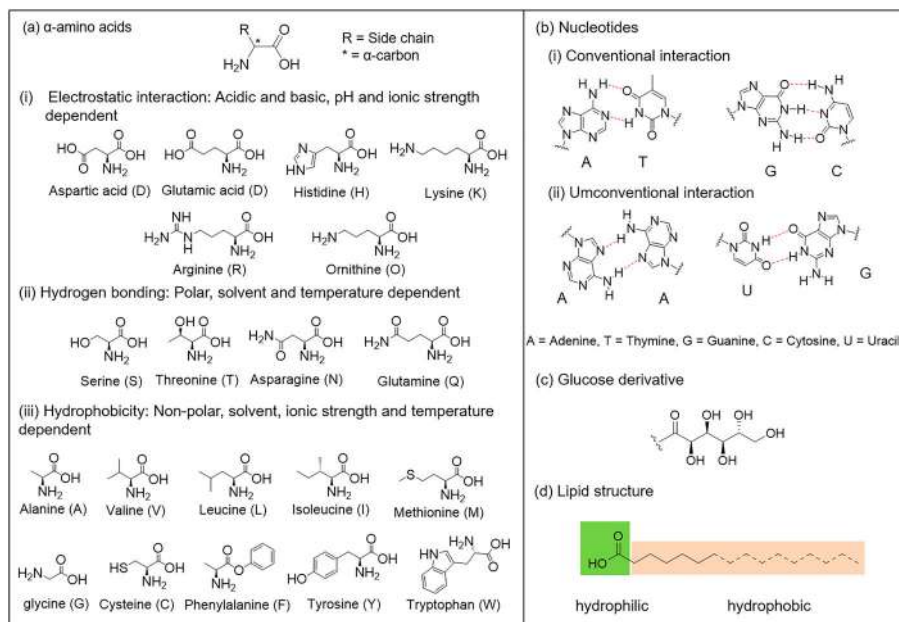 (a) α-amino acids
R
*
O
H₂N
OH
R = Side chain
* = α-carbon
(i) Electrostatic interaction: Acidic and basic, pH and ionic strength
dependent
Aspartic acid (D)
Glutamic acid (D)
Histidine (H)
Lysine (K)
Arginine (R)
Ornithine (O)
(ii) Hydrogen bonding: Polar, solvent and temperature dependent
Serine (S)
Threonine (T)
Asparagine (N)
Glutamine (Q)
(iii) Hydrophobicity: Non-polar, solvent, ionic strength and temperature
dependent
Alanine (A)
Valine (V)
Leucine (L)
Isoleucine (I)
Methionine (M)
glycine (G)
Cysteine (C)
Phenylalanine (F)
Tyrosine (Y)
Tryptophan (W)
(b) Nucleotides
(i) Conventional interaction
A
T
G
C
(ii) Umconventional interaction
A
A
U
G
A = Adenine, T = Thymine, G = Guanine, C = Cytosine, U = Uracil
(c) Glucose derivative
(d) Lipid structure
O
HO
hydrophilic
hydrophobic